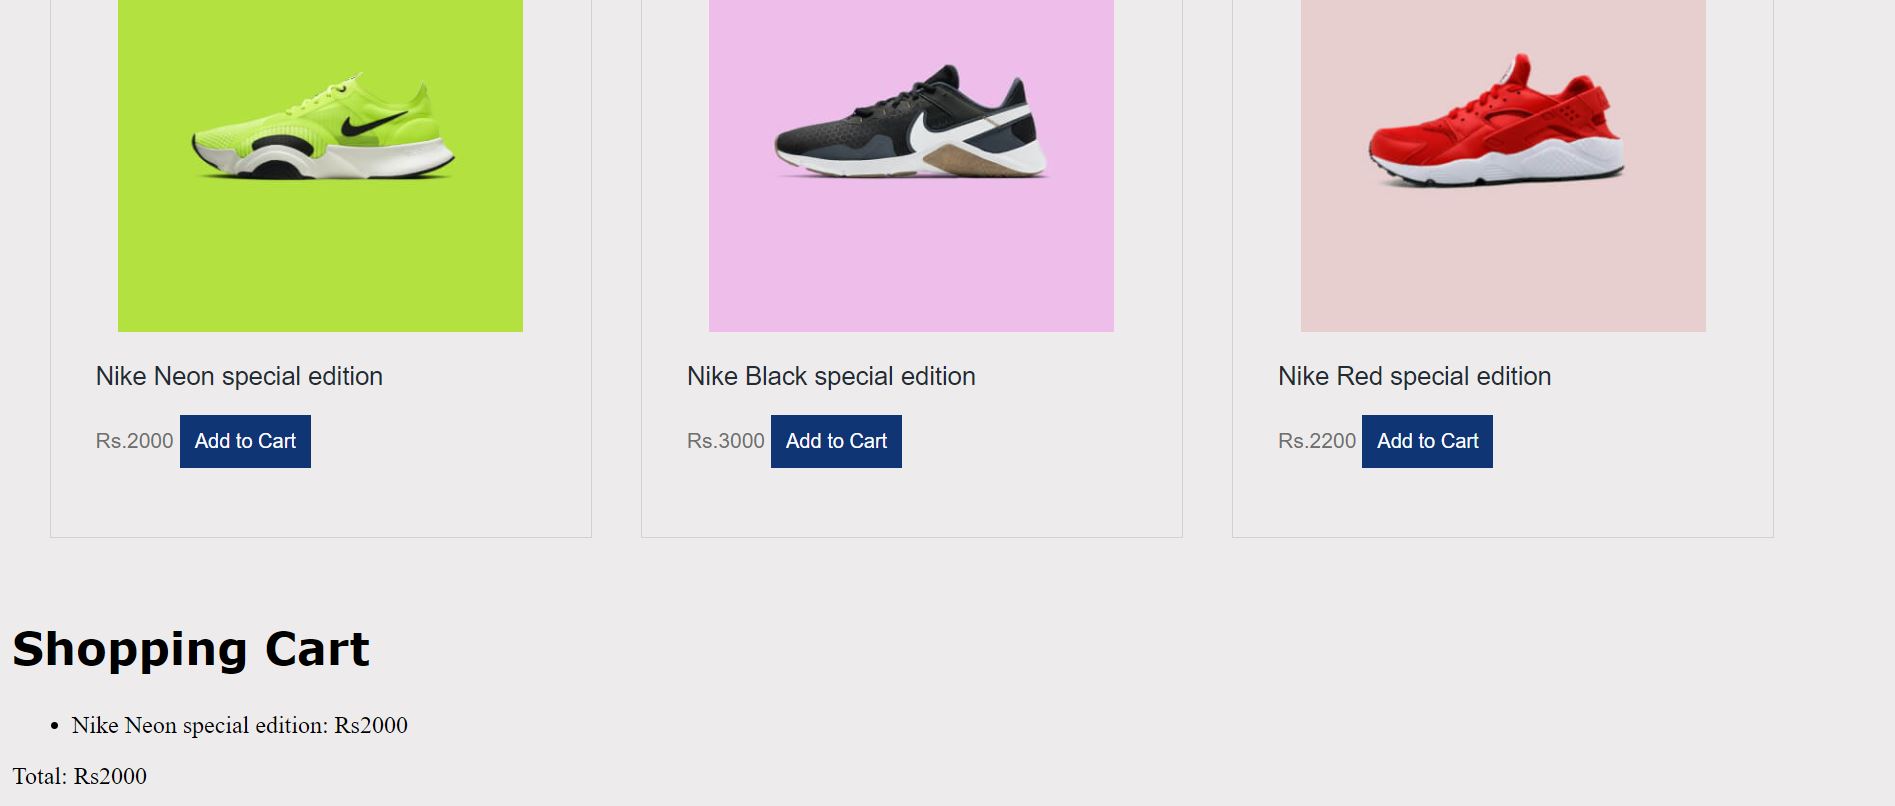 Nike Neon special edition
Rs.2000 Add to Cart
Nike Black special edition
Rs.3000 Add to Cart
Nike Red special edition
Rs.2200 Add to Cart
Shopping Cart
• Nike Neon special edition: Rs2000
Total: Rs2000